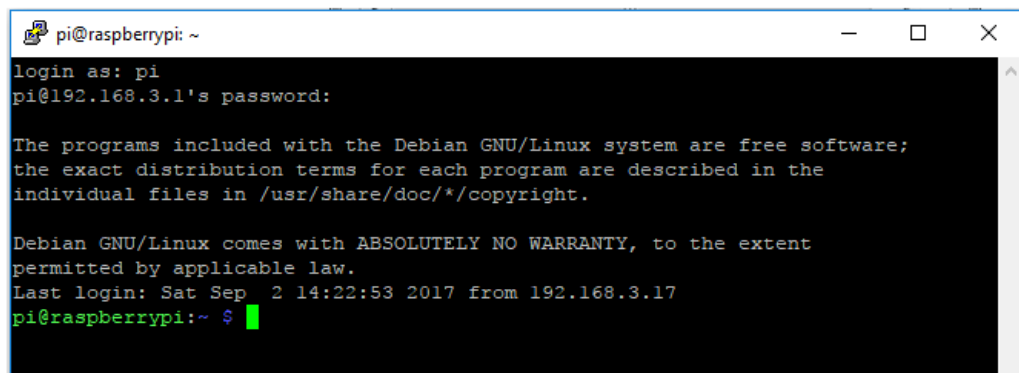 pi@raspberrypi: ~
login as: pi
pi@192.168.3.1's password:
The programs included with the Debian GNU/Linux system are free software;
the exact distribution terms for each program are described in the
individual files in /usr/share/doc/*/copyright.
Debian GNU/Linux comes with ABSOLUTELY NO WARRANTY, to the extent
permitted by applicable law.
Last login: Sat Sep  2 14:22:53 2017 from 192.168.3.17
pi@raspberrypi:~ $